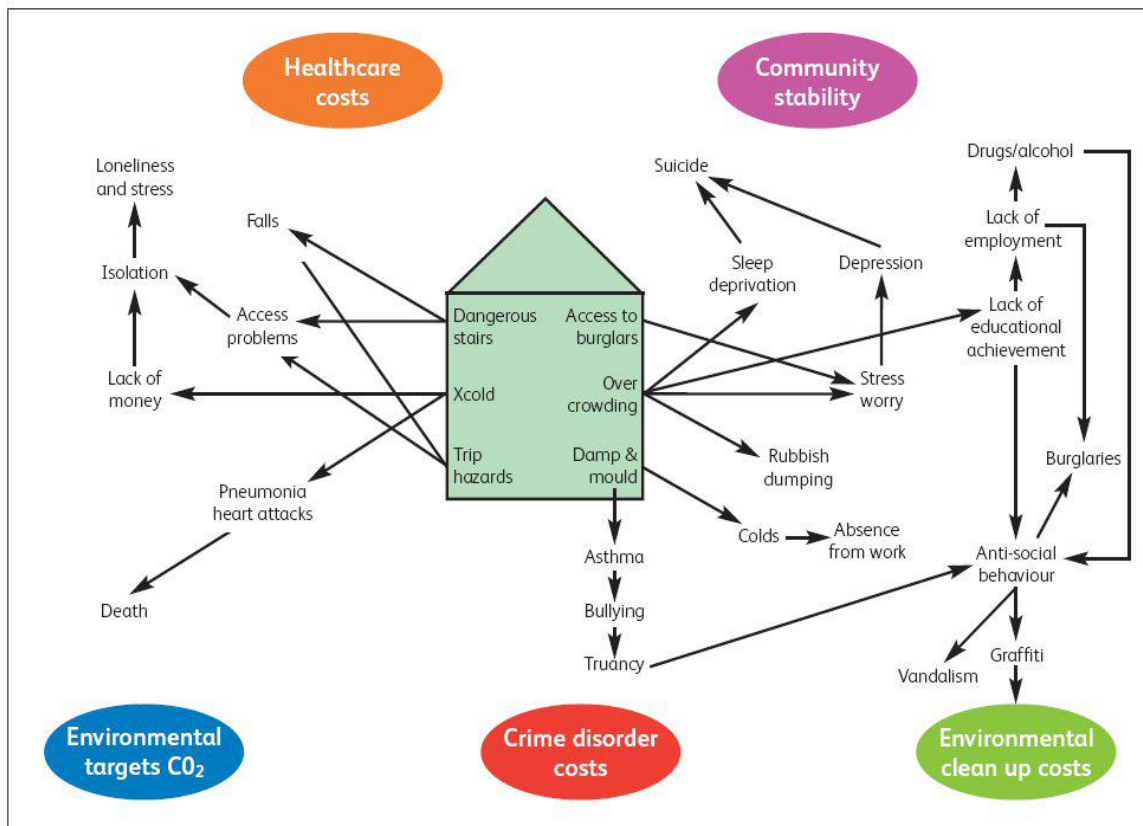 Healthcare
costs
Community
stability
Loneliness
and stress
Falls
Isolation
Access
problems
Lack of
money
Pneumonia
heart attacks
Death
Dangerous
stairs
Xcold
Trip
hazards
Access to
burglars
Over
crowding
Damp &
mould
Suicide
Sleep
deprivation
Depression
Stress
worry
Rubbish
dumping
Colds
Absence
from work
Asthma
Bullying
Truancy
Drugs/alcohol
Lack of
employment
Lack of
educational
achievement
Burglaries
Anti-social
behaviour
Graffiti
Vandalism
Environmental
targets C0₂
Crime disorder
costs
Environmental
clean up costs